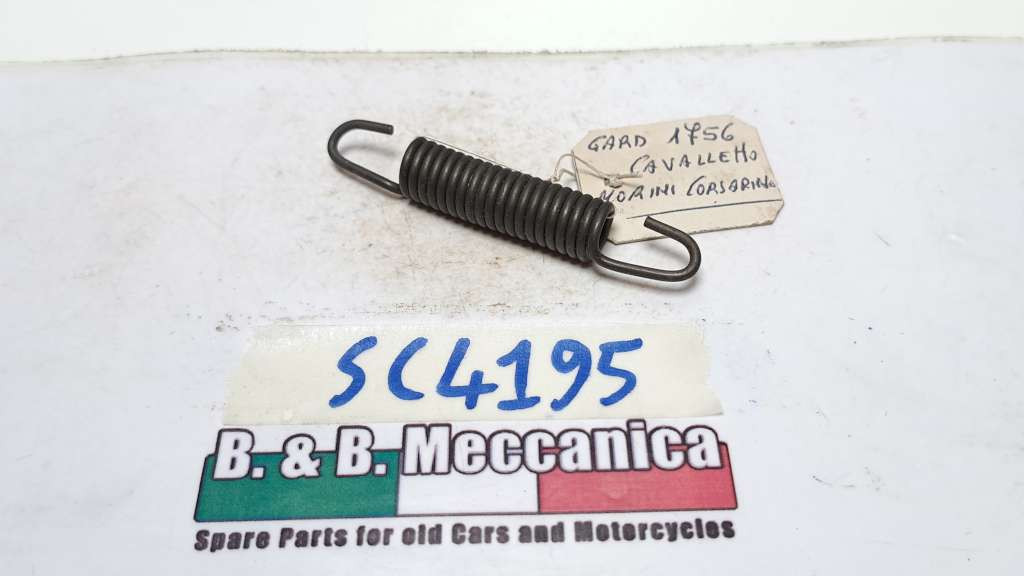 GARD 1756
CAVALLETTO
MORINI CORSARINO
SC4195
B. & B. Meccanica
Spare Parts for old Cars and Motorcycles